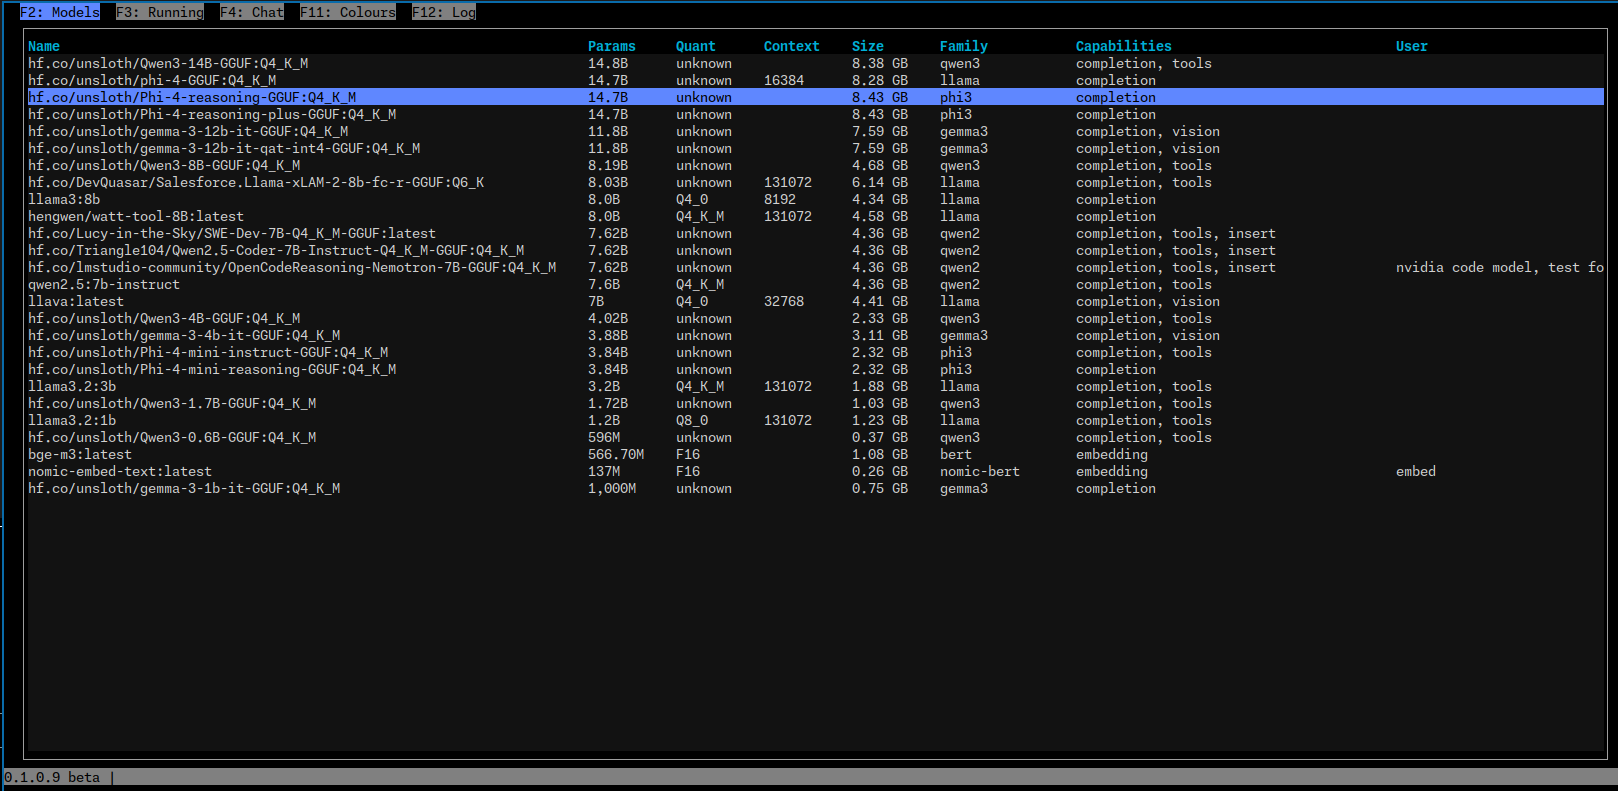 F2: Models F3: Running F4: Chat F11: Colours F12: Log
Name Params Quant Context Size Family Capabilities User
hf.co/unsloth/Qwen3-14B-GGUF:Q4_K_M 14.8B unknown 8.38 GB qwen3 completion, tools
hf.co/unsloth/phi-4-GGUF:Q4_K_M 14.7B unknown 16384 8.28 GB llama completion
hf.co/unsloth/Phi-4-reasoning-GGUF:Q4_K_M 14.7B unknown 8.43 GB phi3 completion
hf.co/unsloth/Phi-4-reasoning-plus-GGUF:Q4_K_M 14.7B unknown 8.43 GB phi3 completion
hf.co/unsloth/gemma-3-12b-it-GGUF:Q4_K_M 11.8B unknown 7.59 GB gemma3 completion, vision
hf.co/unsloth/gemma-3-12b-it-qat-int4-GGUF:Q4_K_M 11.8B unknown 7.59 GB gemma3 completion, vision
hf.co/unsloth/Qwen3-8B-GGUF:Q4_K_M 8.19B unknown 4.68 GB qwen3 completion, tools
hf.co/DevQuasar/Salesforce.Llama-xLAM-2-8b-fc-r-GGUF:Q6_K 8.03B unknown 131072 6.14 GB llama completion, tools
llama3:8b 8.0B Q4_0 8192 4.34 GB llama completion
hengwen/watt-tool-8B:latest 8.0B Q4_K_M 131072 4.58 GB llama completion
hf.co/Lucy-in-the-Sky/SWE-Dev-7B-Q4_K_M-GGUF:latest 7.62B unknown 4.36 GB qwen2 completion, tools, insert
hf.co/Triangle104/Qwen2.5-Coder-7B-Instruct-Q4_K_M-GGUF:Q4_K_M 7.62B unknown 4.36 GB qwen2 completion, tools, insert
hf.co/lmstudio-community/OpenCodeReasoning-Nemotron-7B-GGUF:Q4_K_M 7.62B unknown 4.36 GB qwen2 completion, tools, insert nvidia code model, test fo
qwen2.5:7b-instruct 7.6B Q4_K_M 4.36 GB qwen2 completion, tools
llava:latest 7B Q4_0 32768 4.41 GB llama completion, vision
hf.co/unsloth/Qwen3-4B-GGUF:Q4_K_M 4.02B unknown 2.33 GB qwen3 completion, tools
hf.co/unsloth/gemma-3-4b-it-GGUF:Q4_K_M 3.88B unknown 3.11 GB gemma3 completion, vision
hf.co/unsloth/Phi-4-mini-instruct-GGUF:Q4_K_M 3.84B unknown 2.32 GB phi3 completion, tools
hf.co/unsloth/Phi-4-mini-reasoning-GGUF:Q4_K_M 3.84B unknown 2.32 GB phi3 completion
llama3.2:3b 3.2B Q4_K_M 131072 1.88 GB llama completion, tools
hf.co/unsloth/Qwen3-1.7B-GGUF:Q4_K_M 1.72B unknown 1.03 GB qwen3 completion, tools
llama3.2:1b 1.2B Q8_0 131072 1.23 GB llama completion, tools
hf.co/unsloth/Qwen3-0.6B-GGUF:Q4_K_M 596M unknown 0.37 GB qwen3 completion, tools
bge-m3:latest 566.70M F16 1.08 GB bert embedding
nomic-embed-text:latest 137M F16 0.26 GB nomic-bert embedding embed
hf.co/unsloth/gemma-3-1b-it-GGUF:Q4_K_M 1,000M unknown 0.75 GB gemma3 completion
0.1.0.9 beta |